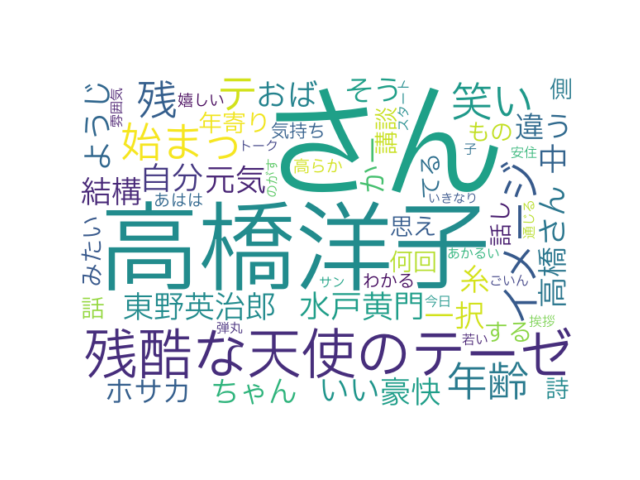 さん
高橋洋子
残酷な天使のテーゼ
ようじ
雰囲気
残
嬉しい
テ
おば
そう
笑い
スタート
側
年寄り
気持ち
もの
違う
始まっ
トーク
講談
子
安住
結構
自分
元気
のがす
高らか
か
てる
いきなり
話し
イメージ
通じる
中
高橋さん
みたい
あはは
思え
何回
あかるい
サン
わかる
糸
ごいん
話
東野英治郎
水戸黄門
今日
一択
する
挨拶
弾丸
若い
ホサカ
ちゃん
いい
豪快
年齢
詩
う